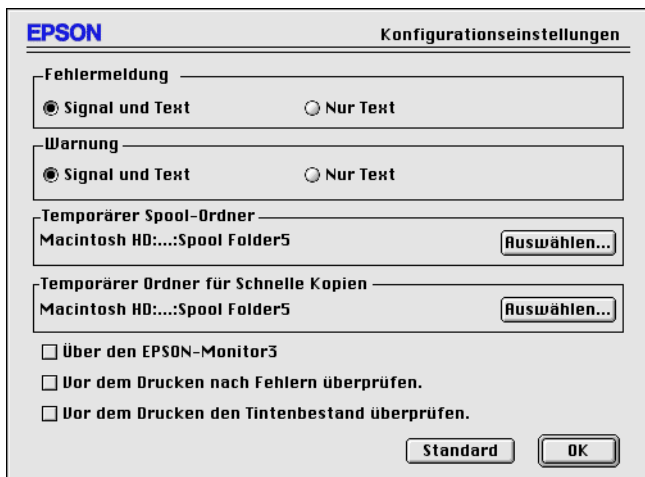 EPSON Konfigurationseinstellungen
Fehlermeldung
Signal und Text Nur Text
Warnung
Signal und Text Nur Text
Temporärer Spool-Ordner
Macintosh HD:...:Spool Folder5 Auswählen...
Temporärer Ordner für Schnelle Kopien
Macintosh HD:...:Spool Folder5 Auswählen...
Über den EPSON-Monitor3
Vor dem Drucken nach Fehlern überprüfen.
Vor dem Drucken den Tintenbestand überprüfen.
Standard OK